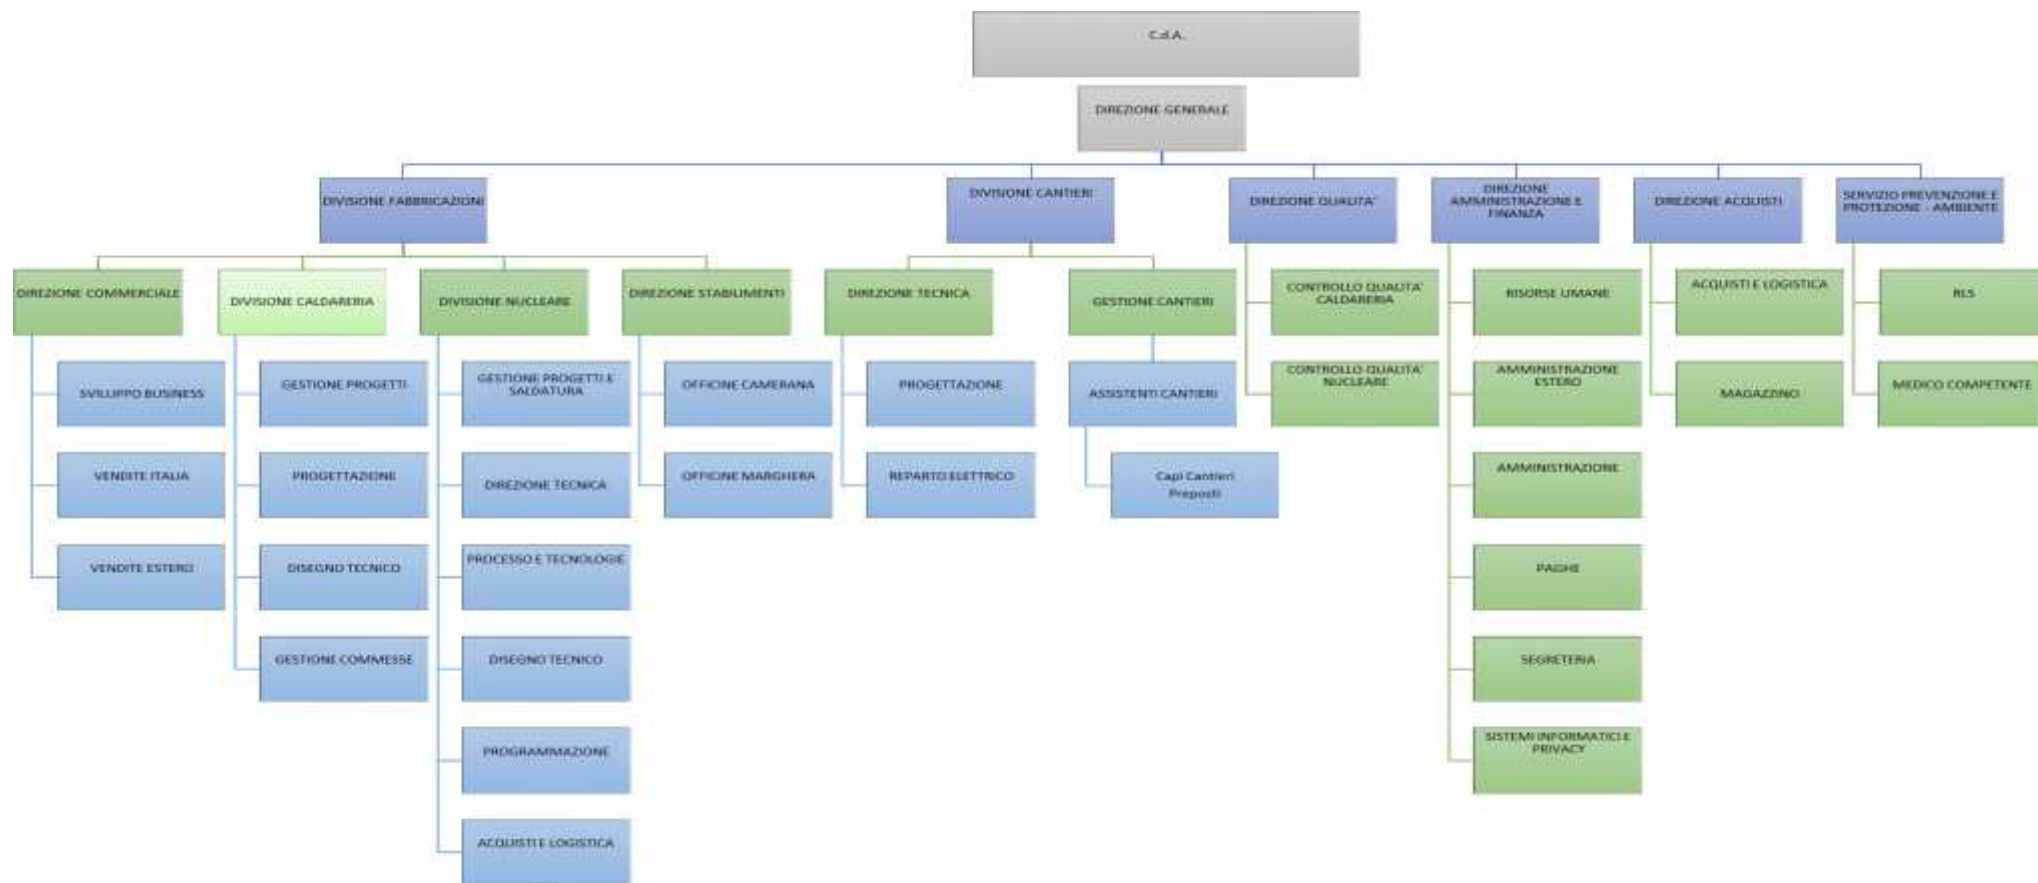 C.d.A.
DIREZIONE GENERALE
DIVISIONE FABBRICAZIONI
DIVISIONE CANTIERI
DIREZIONE QUALITA'
DIREZIONE
AMMINISTRAZIONE E
FINANZA
DIREZIONE ACQUISTI
SERVIZIO PREVENZIONE E
PROTEZIONE - AMBIENTE
DIREZIONE COMMERCIALE
DIVISIONE CALDARERIA
DIVISIONE NUCLEARE
DIREZIONE STABILIMENTI
DIREZIONE TECNICA
GESTIONE CANTIERI
CONTROLLO QUALITA'
CALDARERIA
RISORSE UMANE
ACQUISTI E LOGISTICA
RLS
SVILUPPO BUSINESS
GESTIONE PROGETTI
GESTIONE PROGETTI E
SALDATURA
OFFICINE CAMERANA
PROGETTAZIONE
ASSISTENTI CANTIERI
CONTROLLO QUALITA'
NUCLEARE
AMMINISTRAZIONE
ESTERO
MAGAZZINO
MEDICO COMPETENTE
VENDITE ITALIA
PROGETTAZIONE
DIREZIONE TECNICA
OFFICINE MARGHERA
REPARTO ELETTRICO
Capi Cantieri
Preposti
AMMINISTRAZIONE
VENDITE ESTERO
DISEGNO TECNICO
PROCESSO E TECNOLOGIE
PAGHE
GESTIONE COMMESSE
DISEGNO TECNICO
SEGRETERIA
PROGRAMMAZIONE
SISTEMI INFORMATICI E
PRIVACY
ACQUISTI E LOGISTICA